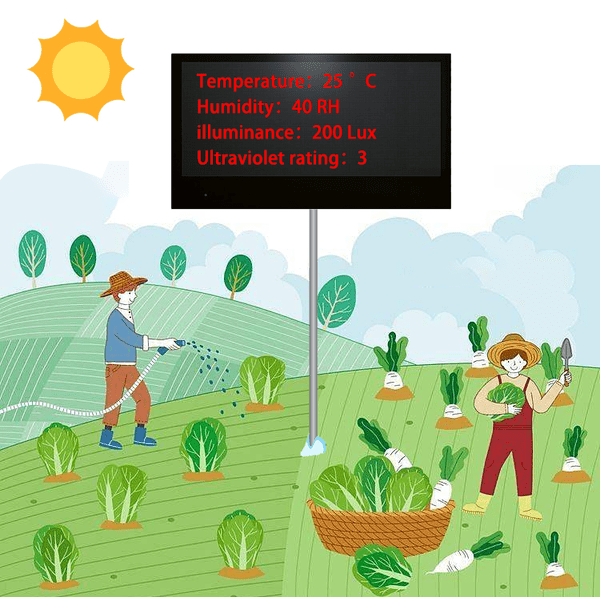 Temperature：25 °C
Humidity：40 RH
illuminance：200 Lux
Ultraviolet rating：3